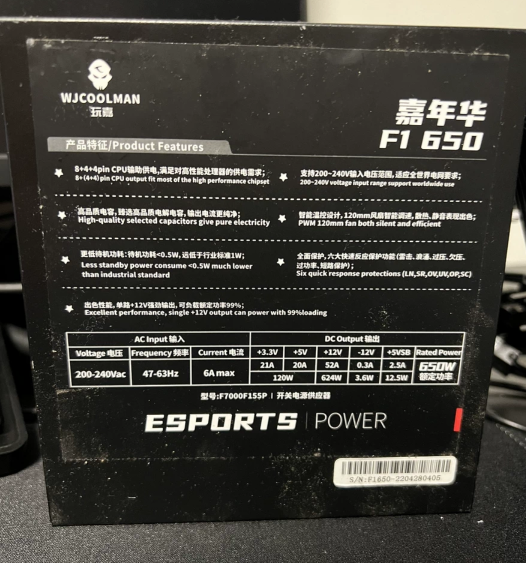 WJCOOLMAN
玩嘉
嘉年华
F1 650
产品特征/Product Features
8+4+4pin CPU输助供电,满足对高性能处理器的供电需求;
8+(4+4)pin CPU output fit most of the high performance chipset
支持200-240V输入电压范围,适应全世界电网要求;
200-240V voltage input range support worldwide use
高品质电容,臻选高品质电解电容,输出电流更纯净;
High-quality selected capacitors give pure electricity
智能温控设计,120mm风扇智能调速,散热、静音表现出色;
PWM 120mm fan both silent and efficient
更低待机功耗:待机功耗<0.5W,远低于行业标准1W;
Less standby power consume <0.5W much lower
than industrial standard
全面保护,六大快速反应保护功能(雷击、浪涌、过压、欠压、
过功率、短路保护);
Six quick response protections (LN,SR,OV,UV,OP,SC)
出色性能,单路+12V强劲输出,可负载额定功率99%;
Excellent performance, single +12V output can power with 99%loading
AC Input 输入 DC Output 输出
Voltage 电压 Frequency 频率 Current 电流 +3.3V +5V +12V -12V +5VSB Rated Power
200-240Vac 47-63Hz 6A max 21A 20A 52A 0.3A 2.5A 650W
120W 624W 3.6W 12.5W 额定功率
型号:F7000F155P | 开关电源供应器
ESPORTS | POWER
S/N:F1650-2204280405